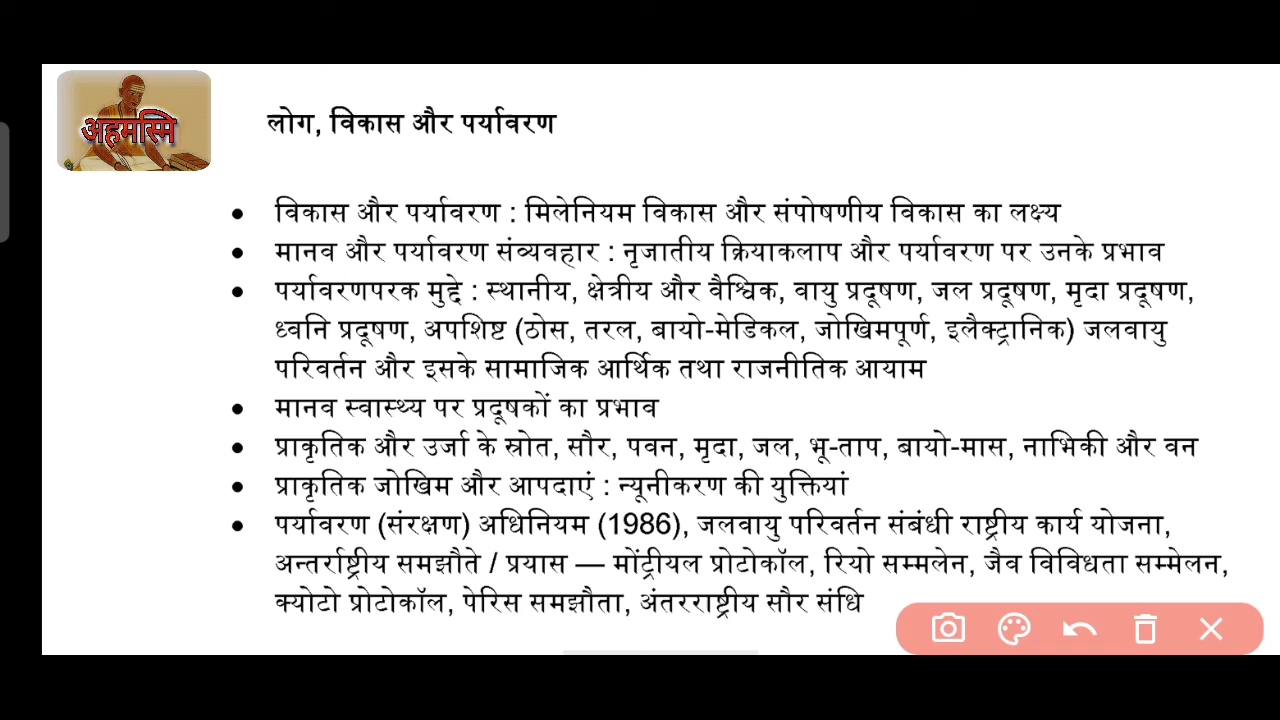 अहमस्मि
लोग, विकास और पर्यावरण
• विकास और पर्यावरण : मिलेनियम विकास और संपोषणीय विकास का लक्ष्य
• मानव और पर्यावरण संव्यवहार : नृजातीय क्रियाकलाप और पर्यावरण पर उनके प्रभाव
• पर्यावरणपरक मुद्दे : स्थानीय, क्षेत्रीय और वैश्विक, वायु प्रदूषण, जल प्रदूषण, मृदा प्रदूषण,
ध्वनि प्रदूषण, अपशिष्ट (ठोस, तरल, बायो-मेडिकल, जोखिमपूर्ण, इलैक्ट्रानिक) जलवायु
परिवर्तन और इसके सामाजिक आर्थिक तथा राजनीतिक आयाम
• मानव स्वास्थ्य पर प्रदूषकों का प्रभाव
• प्राकृतिक और उर्जा के स्रोत, सौर, पवन, मृदा, जल, भू-ताप, बायो-मास, नाभिकी और वन
• प्राकृतिक जोखिम और आपदाएं : न्यूनीकरण की युक्तियां
• पर्यावरण (संरक्षण) अधिनियम (1986), जलवायु परिवर्तन संबंधी राष्ट्रीय कार्य योजना,
अन्तर्राष्ट्रीय समझौते / प्रयास — मोंट्रीयल प्रोटोकॉल, रियो सम्मलेन, जैव विविधता सम्मेलन,
क्योटो प्रोटोकॉल, पेरिस समझौता, अंतरराष्ट्रीय सौर संधि